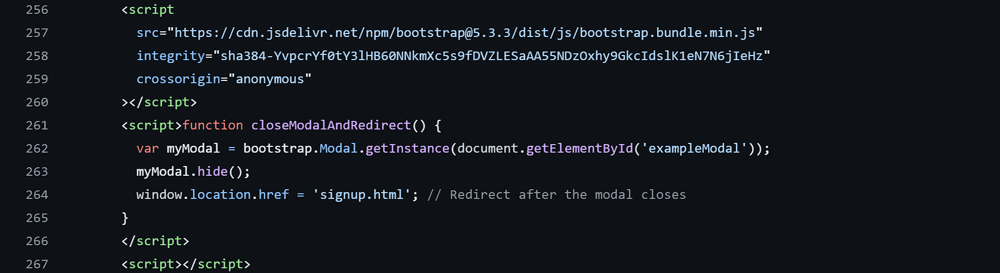 256 <script
257 src="https://cdn.jsdelivr.net/npm/bootstrap@5.3.3/dist/js/bootstrap.bundle.min.js"
258 integrity="sha384-YvpcrYf0tY3lHB60NNkmXc5s9fDVZLESaAA55NDzOxhy9GkcIdslK1eN7N6jIeHz"
259 crossorigin="anonymous"
260 ></script>
261 <script>function closeModalAndRedirect() {
262 var myModal = bootstrap.Modal.getInstance(document.getElementById('exampleModal'));
263 myModal.hide();
264 window.location.href = 'signup.html'; // Redirect after the modal closes
265 }
266 </script>
267 <script></script>